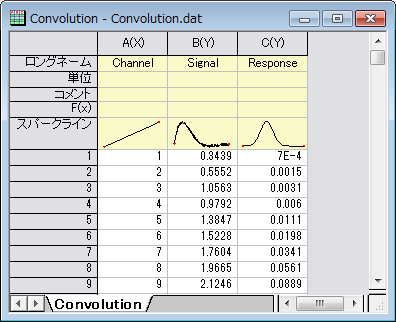 Convolution - Convolution.dat
A(X) B(Y) C(Y)
ロングネーム Channel Signal Response
単位
コメント
F(x)
スパークライン
1 1 0.3439 7E-4
2 2 0.5552 0.0015
3 3 1.0563 0.0031
4 4 0.9792 0.006
5 5 1.3847 0.0111
6 6 1.5228 0.0198
7 7 1.7604 0.0341
8 8 1.9665 0.0561
9 9 2.1246 0.0889
Convolution